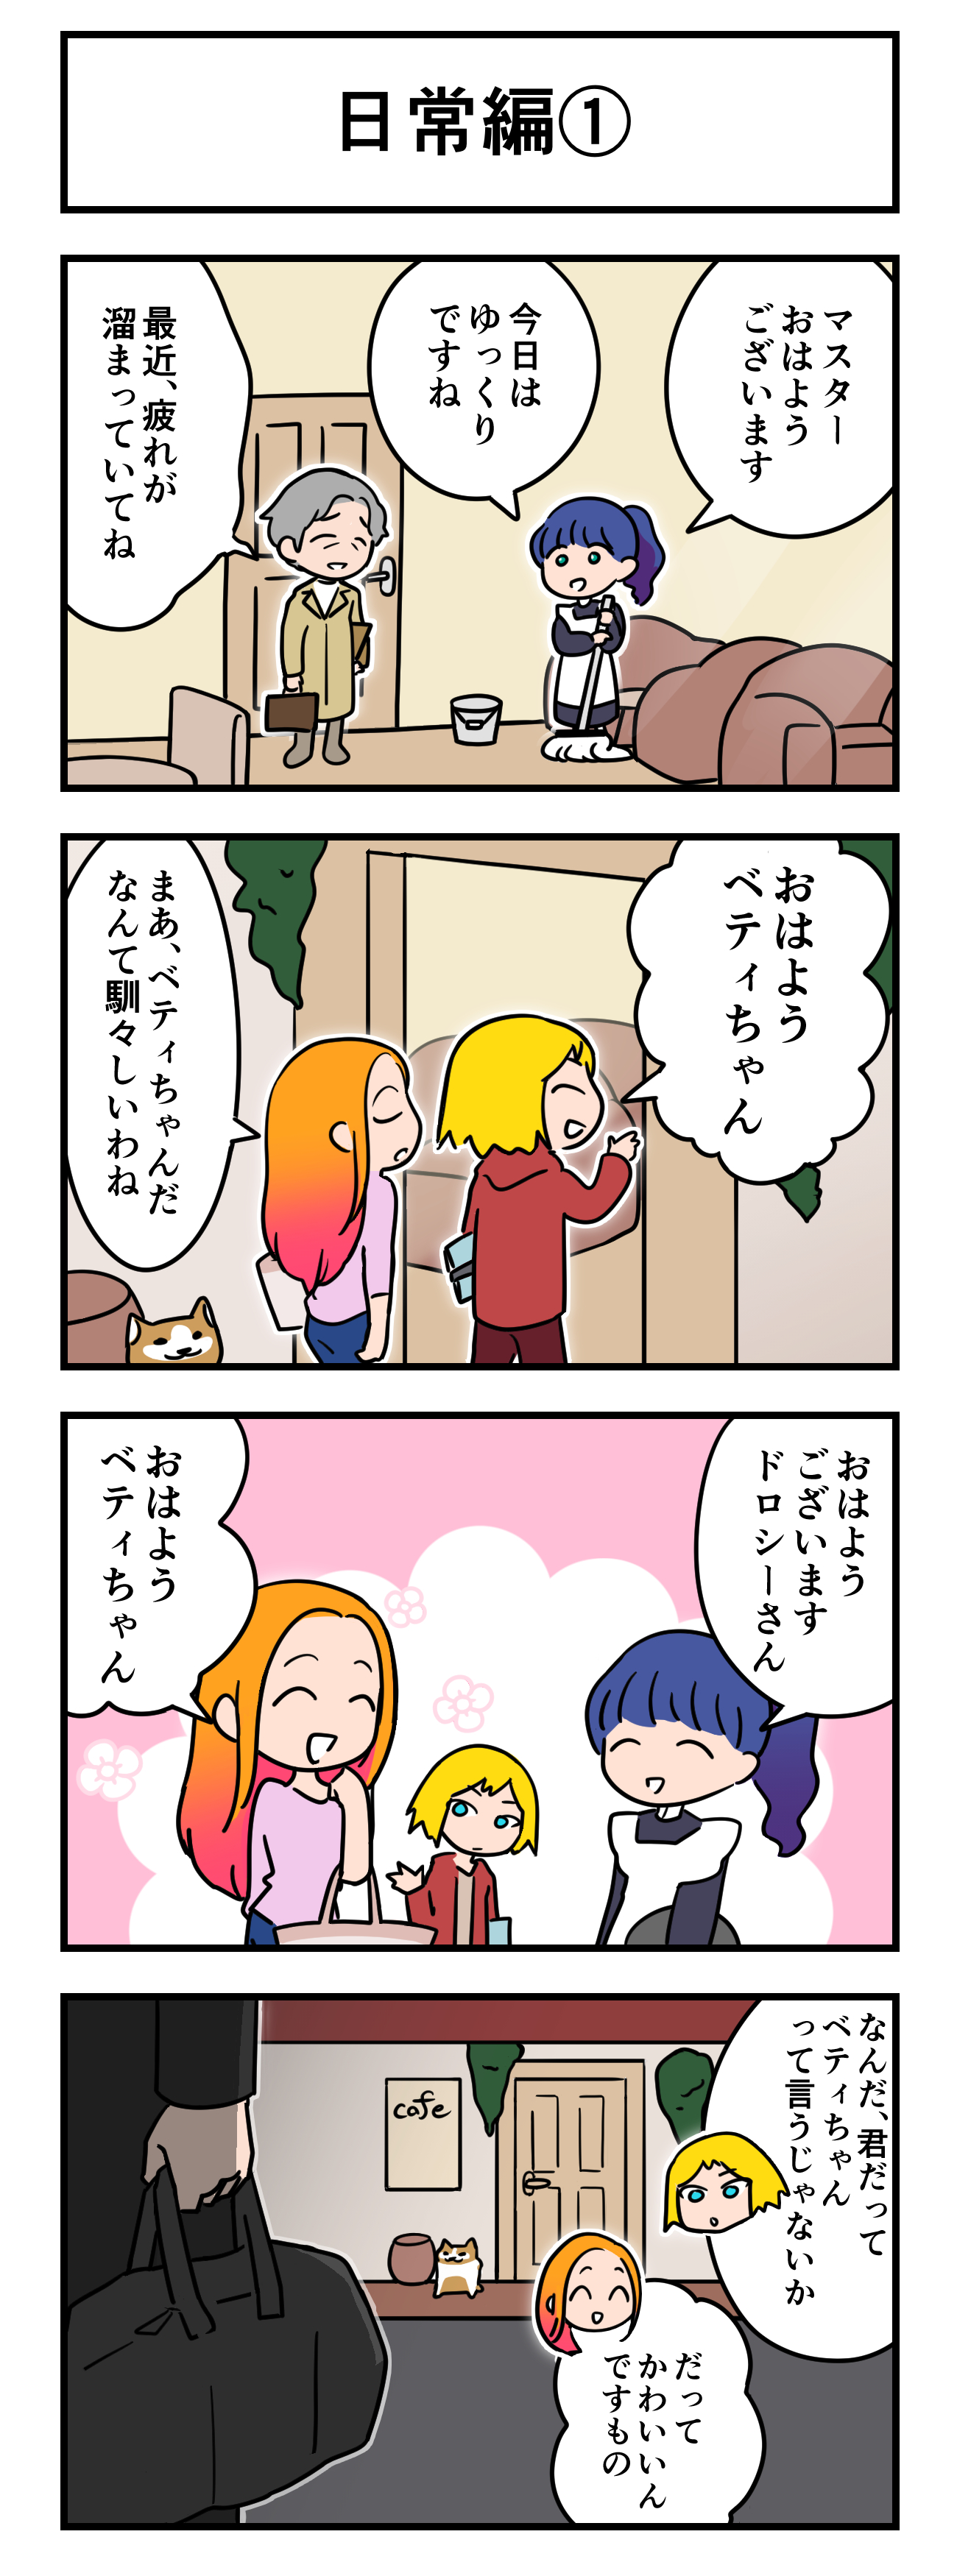 日常編①
マスター
おはよう
ございます
今日は
ゆっくり
ですね
最近、疲れが
溜まっていてね
おはよう
ベティちゃん
まあ、ベティちゃんだ
なんて馴々しいわね
おはよう
ございます
ドロシーさん
おはよう
ベティちゃん
なんだ、君だって
ベティちゃん
って言うじゃないか
cafe
だって
かわいいん
ですもの